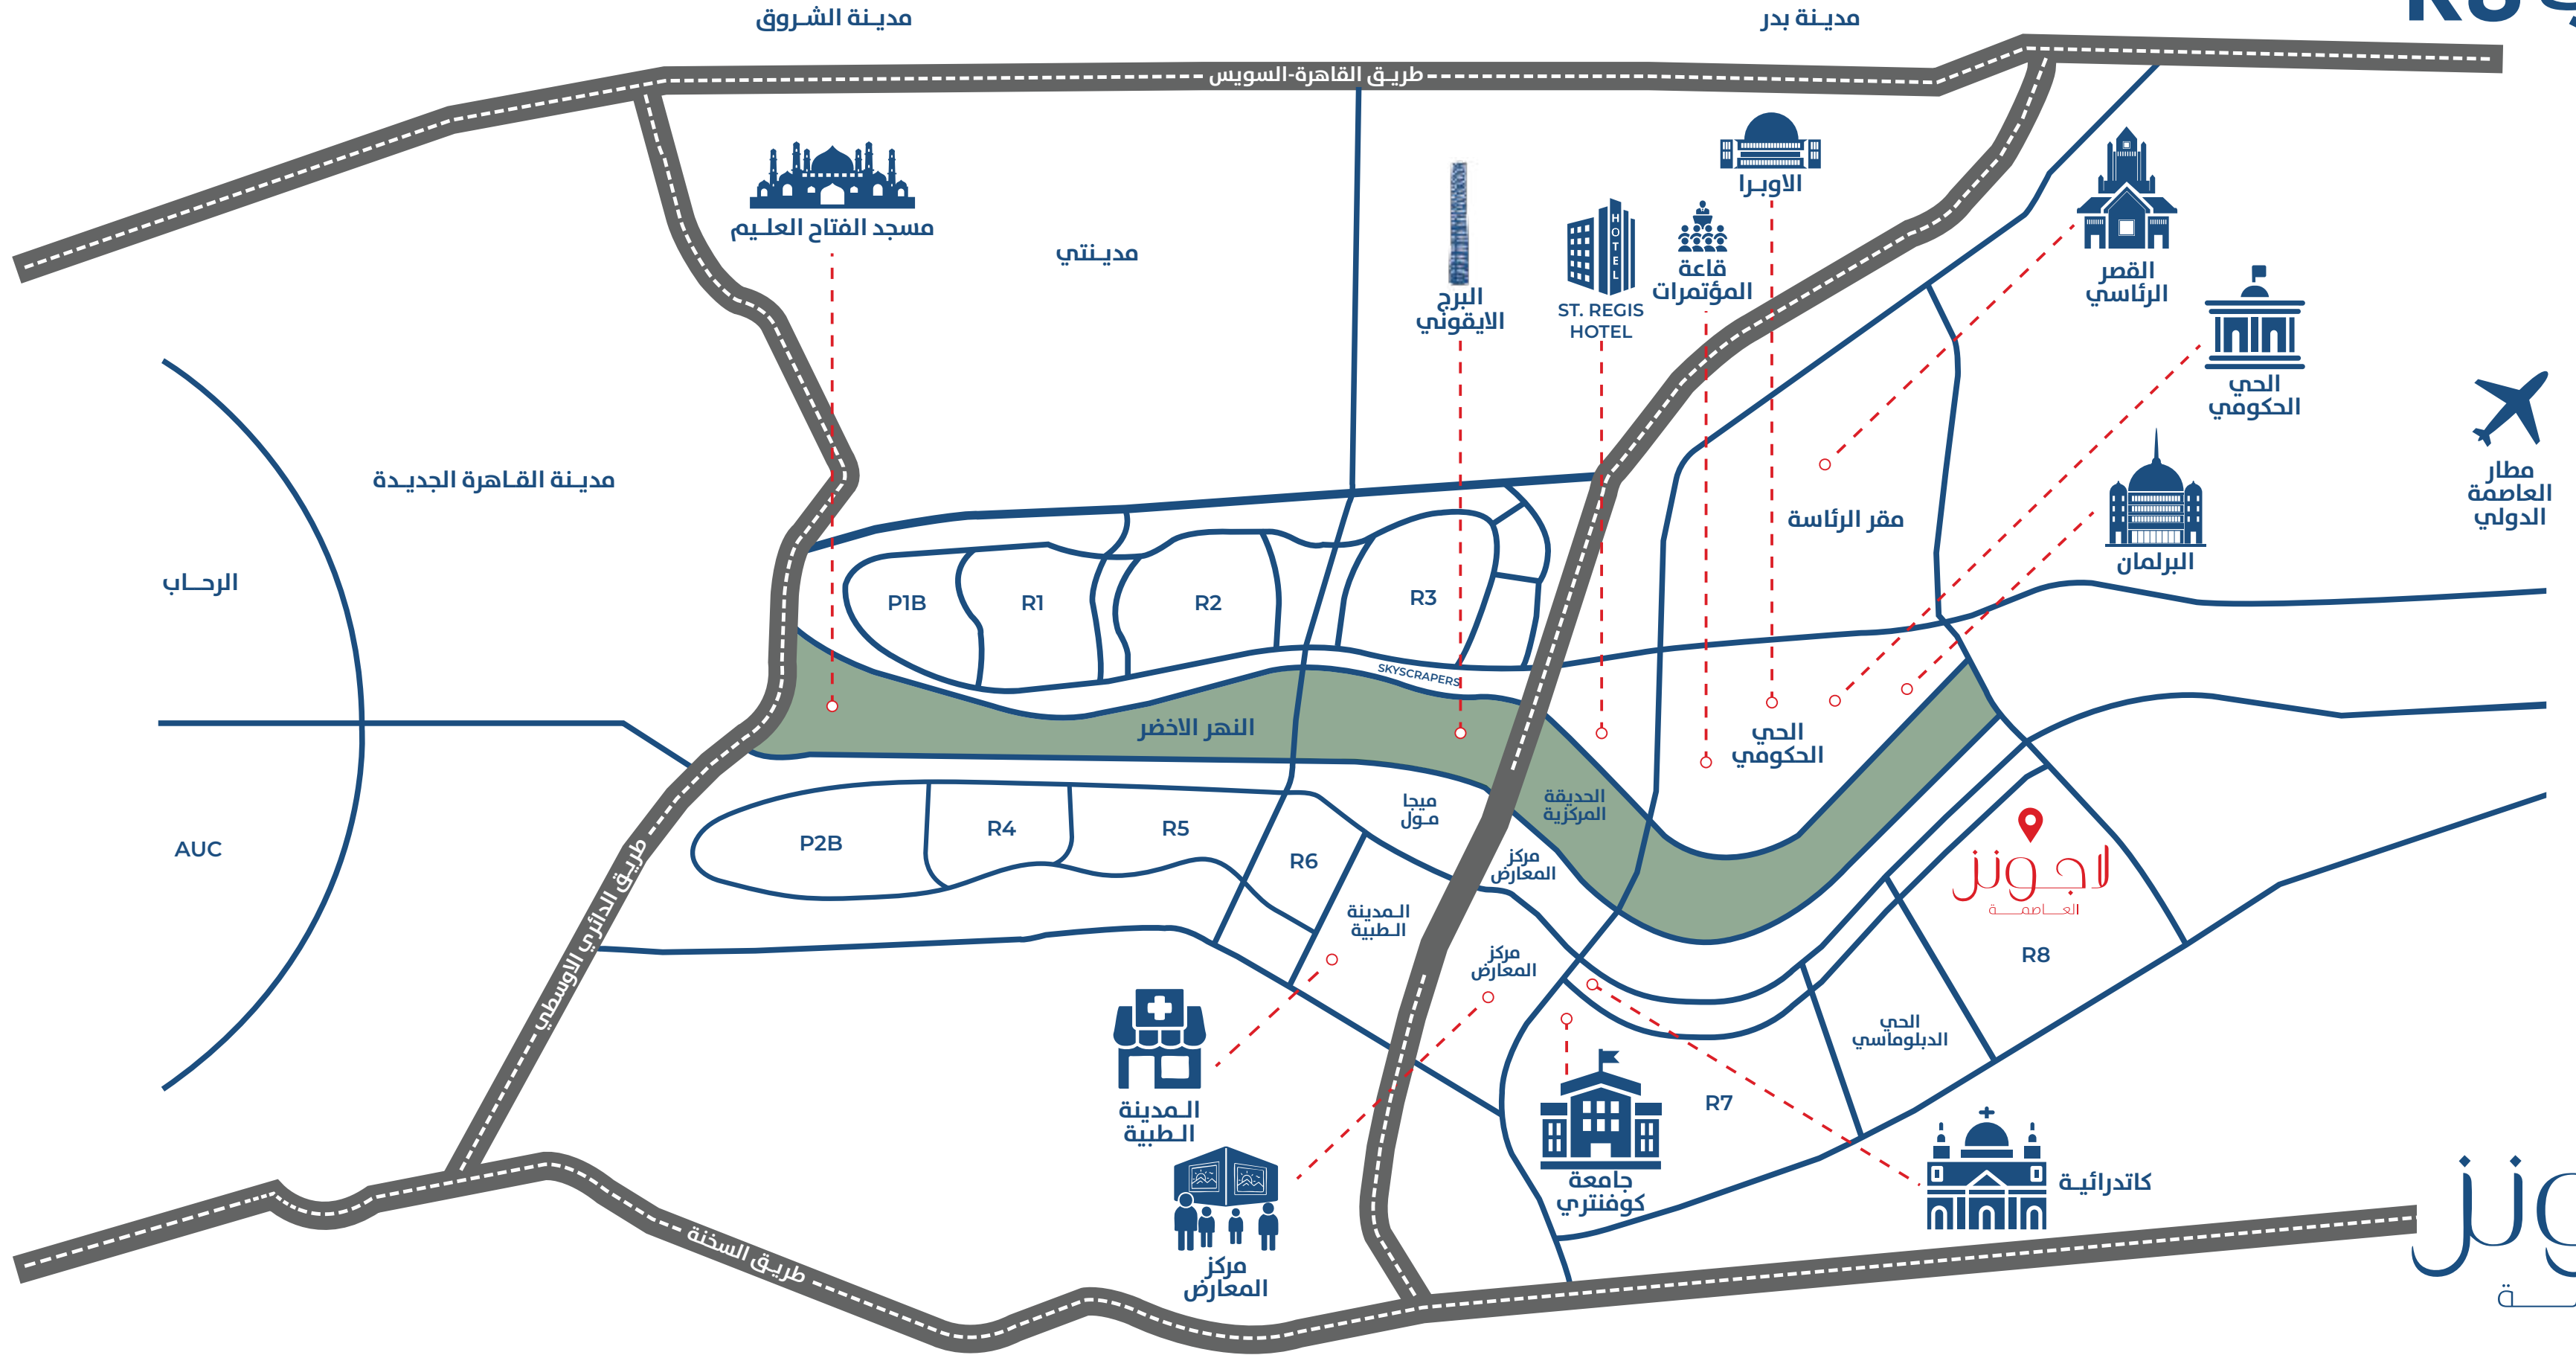 مدينة الشروق
مدينة بدر
طريق القاهرة-السويس
مسجد الفتاح العليم
مدينتي
البرج
الايقوني
HOTEL
ST. REGIS
HOTEL
قاعة
المؤتمرات
الاوبرا
القصر
الرئاسي
الحي
الحكومي
مطار
العاصمة
الدولي
البرلمان
مقر الرئاسة
مدينة القاهرة الجديدة
الرحاب
AUC
P1B
R1
R2
R3
SKYSCRAPERS
النهر الاخضر
الحي
الحكومي
الحديقة
المركزية
ميجا
مول
مركز
المعارض
P2B
R4
R5
R6
المدينة
الطبية
مركز
المعارض
لاجونز
العاصمة
R8
الحي
الدبلوماسي
R7
طريق الدائري الاوسطي
المدينة
الطبية
مركز
المعارض
جامعة
كوفنتري
كاتدرائية
طريق السخنة